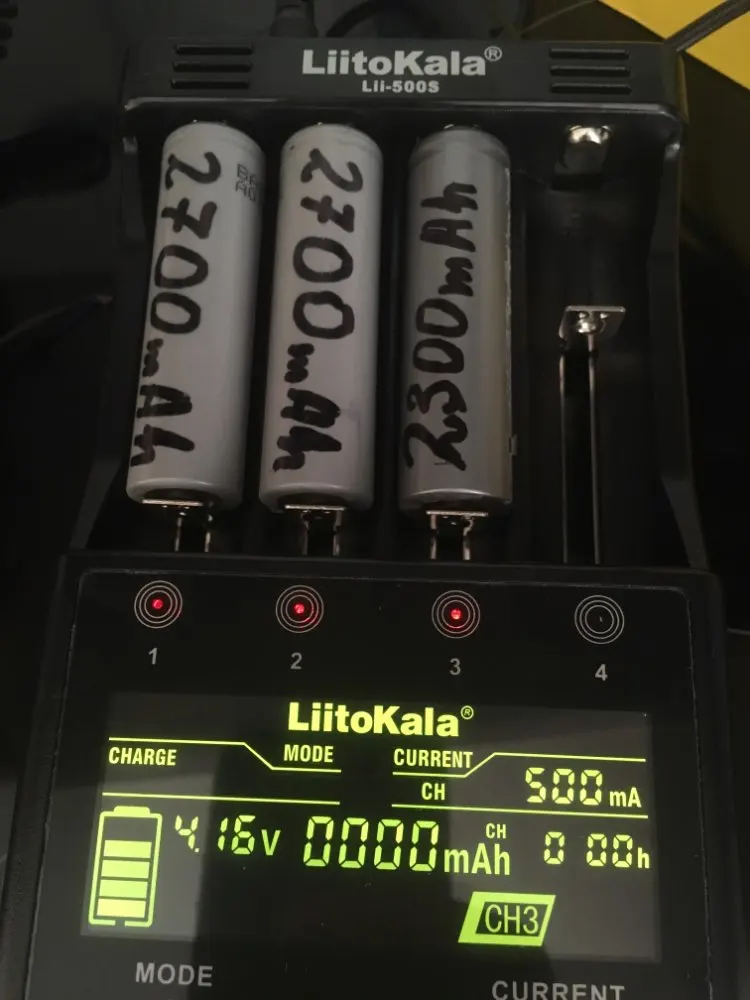 LiitoKala®
Lii-500S
2700mAh
2700mAh
2300mAh
1
2
3
4
LiitoKala®
CHARGE MODE CURRENT
CH 500mA
4.16V 0000mAh CH 0 00h
CH3
MODE CURRENT